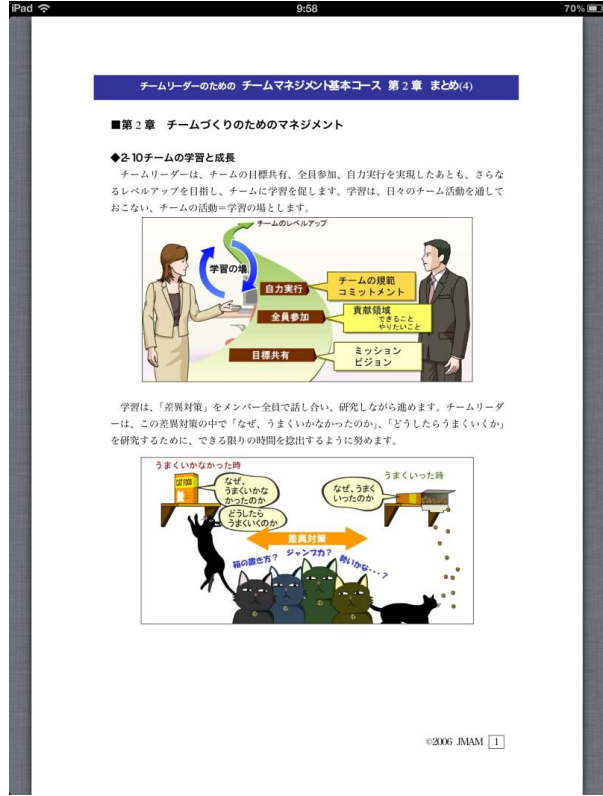 iPad 9:58 70%
チームリーダーのための チームマネジメント基本コース 第2章 まとめ(4)
■第2章 チームづくりのためのマネジメント
◆2-10チームの学習と成長
チームリーダーは、チームの目標共有、全員参加、自力実行を実現したあとも、さらな
るレベルアップを目指し、チームに学習を促します。学習は、日々のチーム活動を通して
おこない、チームの活動＝学習の場とします。
チームのレベルアップ
学習の場
自力実行
チームの規範
コミットメント
全員参加
貢献領域
できること
やりたいこと
目標共有
ミッション
ビジョン
学習は、「差異対策」をメンバー全員で話し合い、研究しながら進めます。チームリーダ
ーは、この差異対策の中で「なぜ、うまくいかなかったのか」、「どうしたらうまくいくか」
を研究するために、できる限りの時間を捻出するように努めます。
うまくいかなかった時
CAT FOOD
なぜ、
うまくいかな
かったのか
どうしたら
うまくいくのか
うまくいった時
なぜ、うまく
いったのか
差異対策
箱の置き方？ ジャンプ力？ 勢いかな・・・？
©2006 JMAM 1